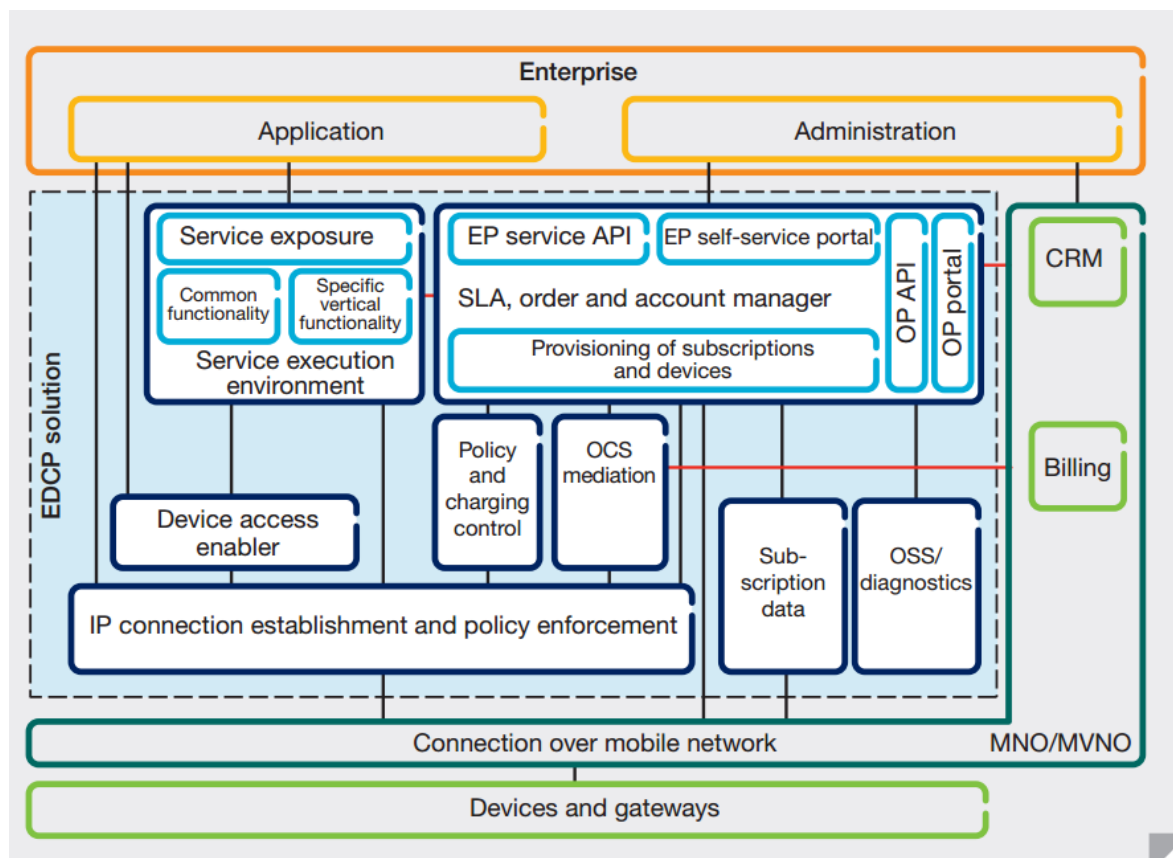 Enterprise
Application
Administration
EDCP solution
Service exposure
Common
functionality
Specific
vertical
functionality
Service execution
environment
EP service API
EP self-service portal
SLA, order and account manager
Provisioning of subscriptions
and devices
OP API
OP portal
CRM
Policy
and
charging
control
OCS
mediation
Billing
Device access
enabler
Sub-
scription
data
OSS/
diagnostics
IP connection establishment and policy enforcement
Connection over mobile network
MNO/MVNO
Devices and gateways